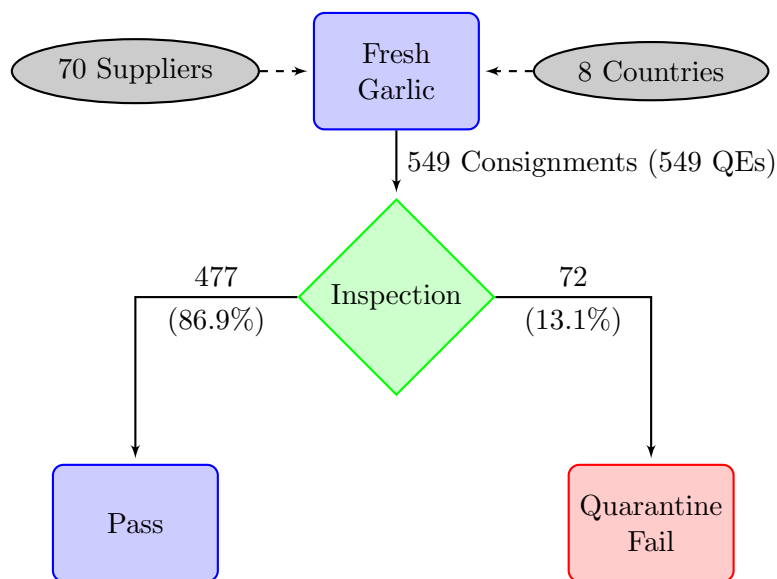 70 Suppliers
Fresh
Garlic
8 Countries
549 Consignments (549 QEs)
477
(86.9%)
Inspection
72
(13.1%)
Pass
Quarantine
Fail